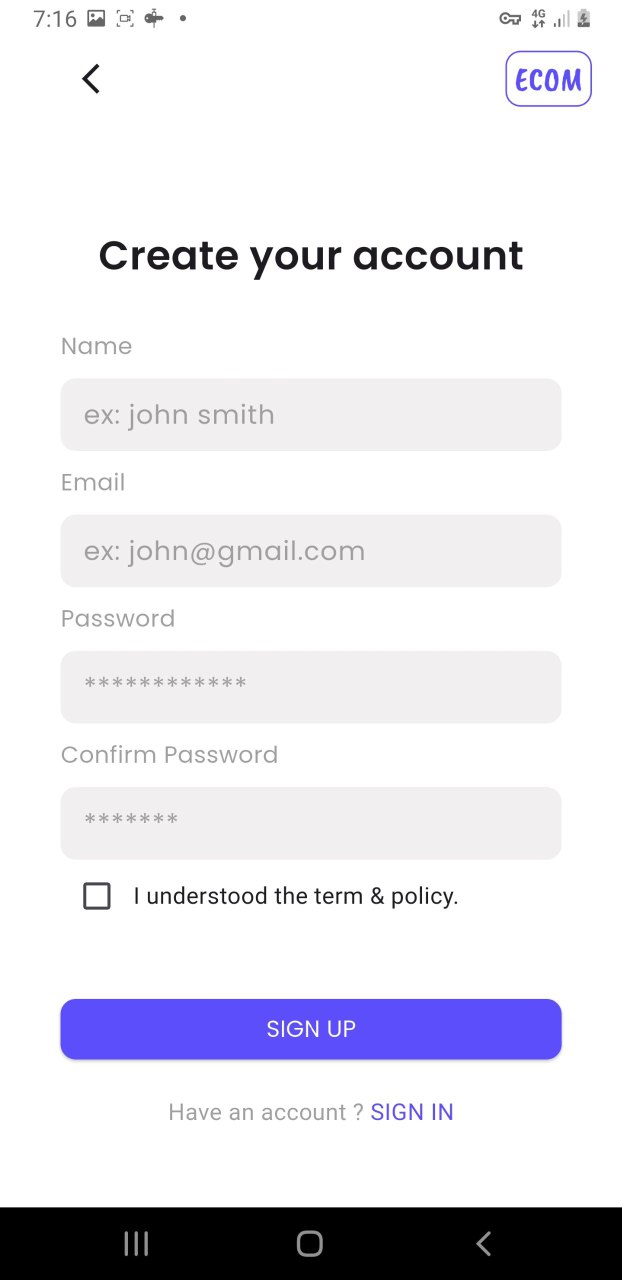 7:16
4G
ECOM
Create your account
Name
ex: john smith
Email
ex: john@gmail.com
Password
************
Confirm Password
*******
I understood the term & policy.
SIGN UP
Have an account ? SIGN IN